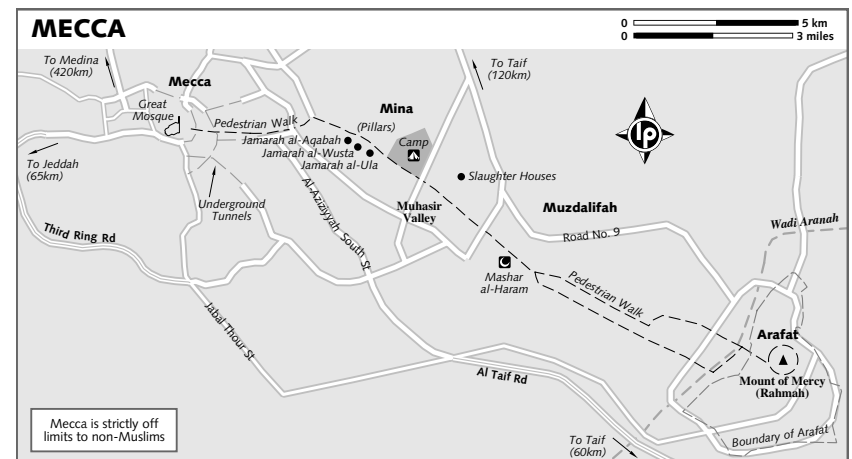 MECCA
0 5 km
0 3 miles
To Medina
(420km)
Mecca
Great
Mosque
Pedestrian Walk
To Taif
(120km)
Mina
(Pillars)
Jamarah al-Aqabah
Jamarah al-Wusta
Jamarah al-Ula
Camp
lp
To Jeddah
(65km)
Slaughter Houses
Underground
Tunnels
Muhasir
Valley
Muzdalifah
Al Aziziyyah South St
Third Ring Rd
Road No. 9
Wadi Aranah
Mashar
al-Haram
Pedestrian Walk
Jabal Thour St
Arafat
Al Taif Rd
Mount of Mercy
(Rahmah)
Mecca is strictly off
limits to non-Muslims
To Taif
(60km)
Boundary of Arafat